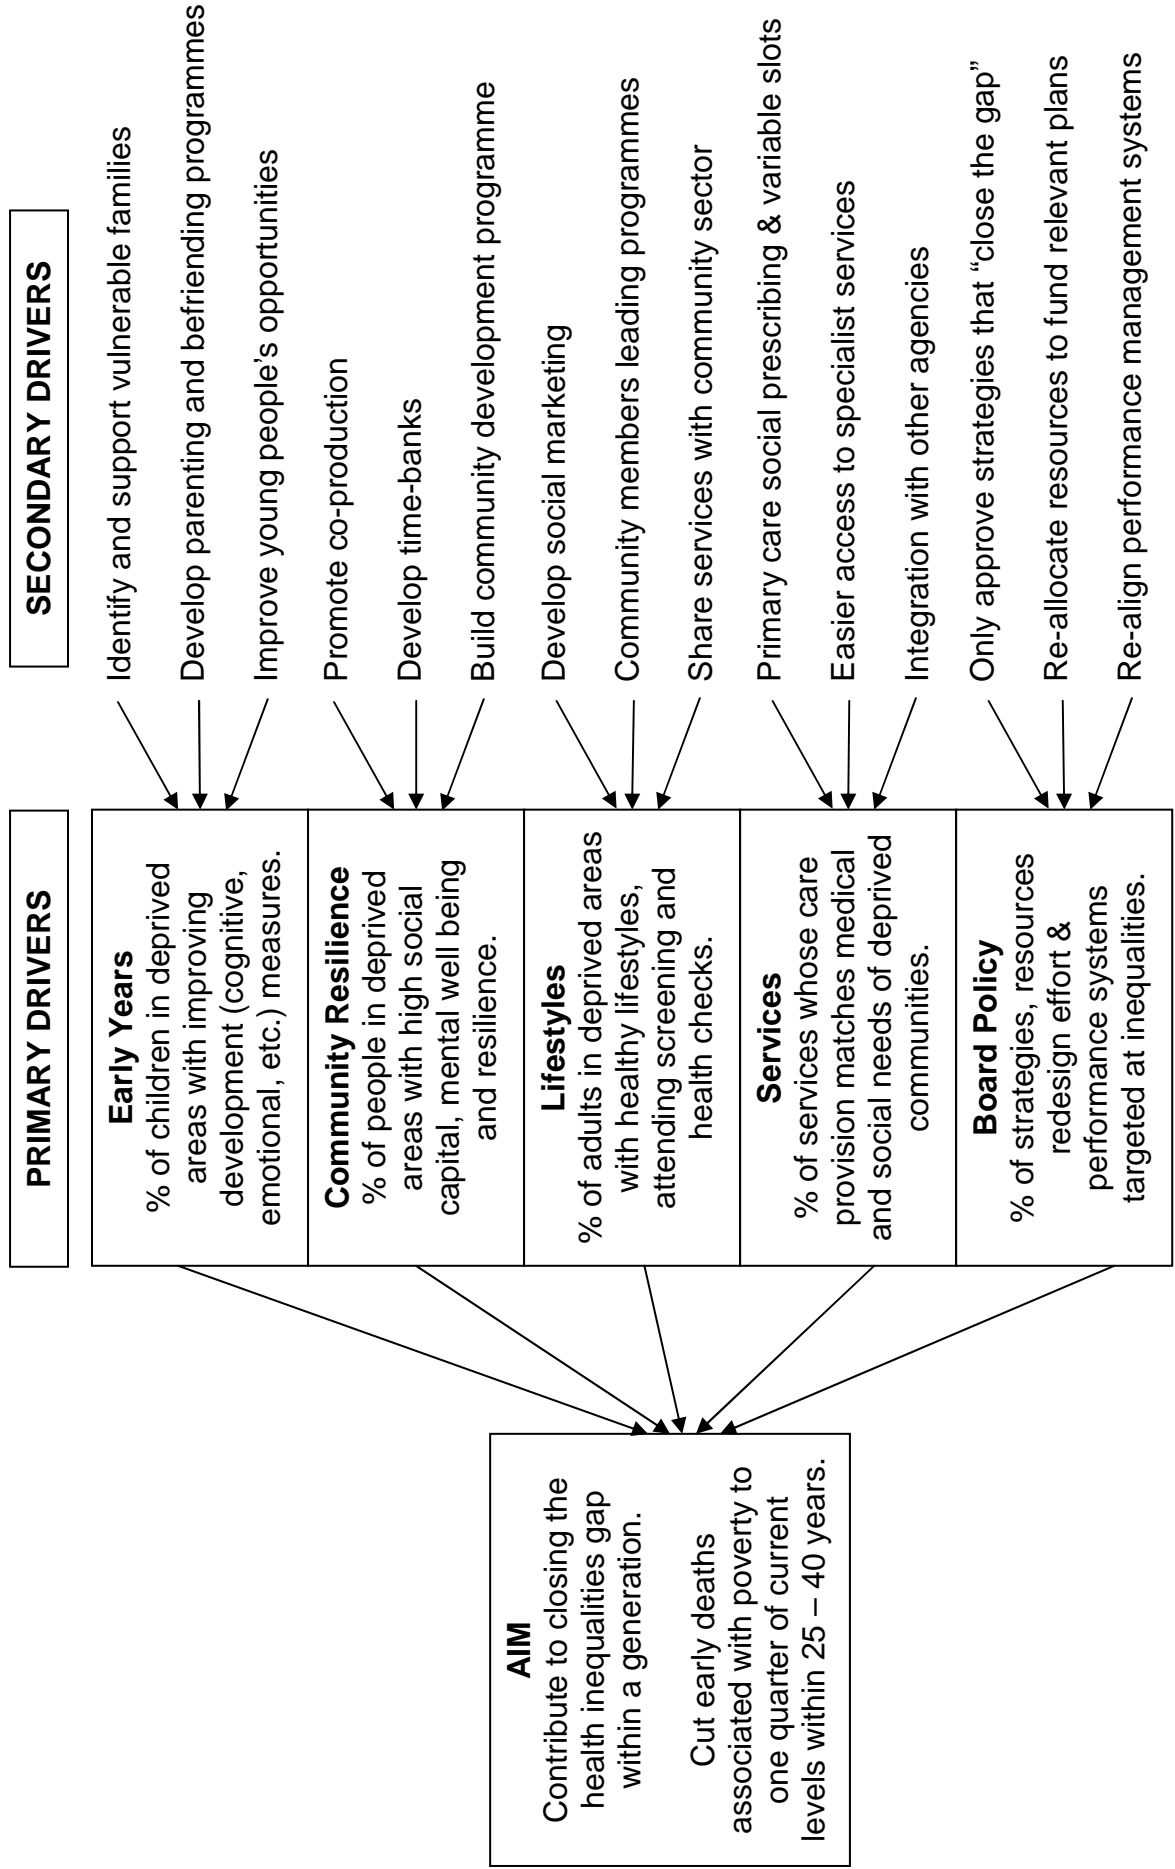 PRIMARY DRIVERS
SECONDARY DRIVERS
AIM
Contribute to closing the
health inequalities gap
within a generation.
Cut early deaths
associated with poverty to
one quarter of current
levels within 25 – 40 years.
Early Years
% of children in deprived
areas with improving
development (cognitive,
emotional, etc.) measures.
Community Resilience
% of people in deprived
areas with high social
capital, mental well being
and resilience.
Lifestyles
% of adults in deprived areas
with healthy lifestyles,
attending screening and
health checks.
Services
% of services whose care
provision matches medical
and social needs of deprived
communities.
Board Policy
% of strategies, resources
redesign effort &
performance systems
targeted at inequalities.
Identify and support vulnerable families
Develop parenting and befriending programmes
Improve young people’s opportunities
Promote co-production
Develop time-banks
Build community development programme
Develop social marketing
Community members leading programmes
Share services with community sector
Primary care social prescribing & variable slots
Easier access to specialist services
Integration with other agencies
Only approve strategies that “close the gap”
Re-allocate resources to fund relevant plans
Re-align performance management systems